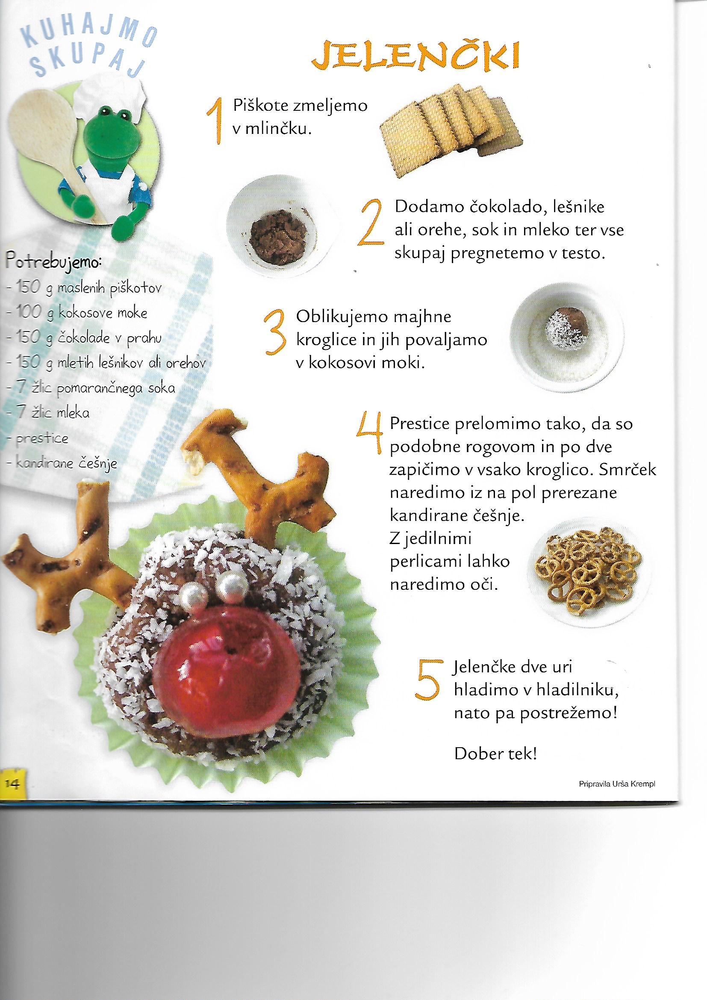 KUHAJMO
SKUPAJ
JELENČKI
1 Piškote zmeljemo
v mlinčku.
2 Dodamo čokolado, lešnike
ali orehe, sok in mleko ter vse
skupaj pregnetemo v testo.
Potrebujemo:
- 150 g maslenih piškotov
- 100 g kokosove moke
- 150 g čokolade v prahu
- 150 g mletih lešnikov ali orehov
- 7 žlic pomarančnega soka
- 7 žlic mleka
- prestice
- kandirane češnje
3 Oblikujemo majhne
kroglice in jih povaljamo
v kokosovi moki.
4 Prestice prelomimo tako, da so
podobne rogovom in po dve
zapičimo v vsako kroglico. Smrček
naredimo iz na pol prerezane
kandirane češnje.
Z jedilnimi
perlicami lahko
naredimo oči.
5 Jelenčke dve uri
hladimo v hladilniku,
nato pa postrežemo!
Dober tek!
14
Pripravila Urša Krempl